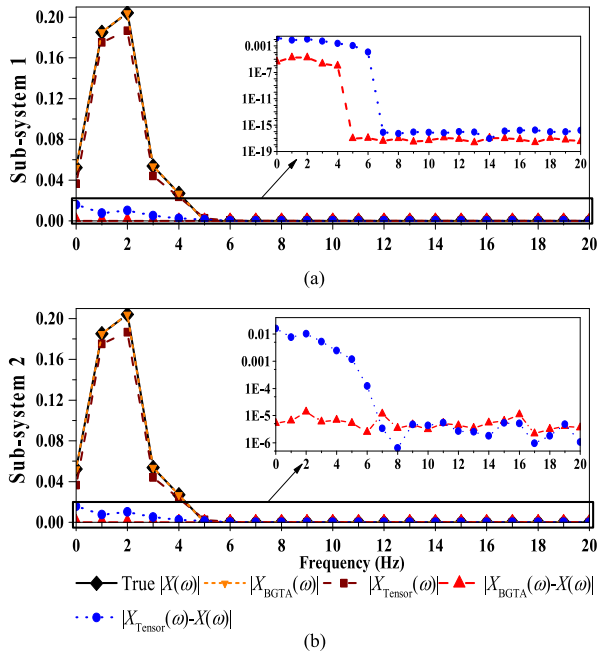 0.20
0.16
0.12
0.08
0.04
0.00
Sub-system 1
0 2 4 6 8 10 12 14 16 18 20
0.001
1E-7
1E-11
1E-15
1E-19
0 2 4 6 8 10 12 14 16 18 20
(a)
0.20
0.16
0.12
0.08
0.04
0.00
Sub-system 2
0.01
0.001
1E-4
1E-5
1E-6
0 2 4 6 8 10 12 14 16 18 20
0 2 4 6 8 10 12 14 16 18 20
Frequency (Hz)
True |X(ω)| |X_BGTA(ω)| |X_Tensor(ω)| |X_BGTA(ω)-X(ω)|
|X_Tensor(ω)-X(ω)|
(b)